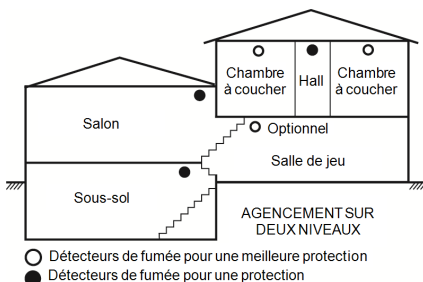 Chambre
à coucher
Hall
Chambre
à coucher
Salon
Optionnel
Salle de jeu
Sous-sol
AGENCEMENT SUR
DEUX NIVEAUX
Détecteurs de fumée pour une meilleure protection
Détecteurs de fumée pour une protection